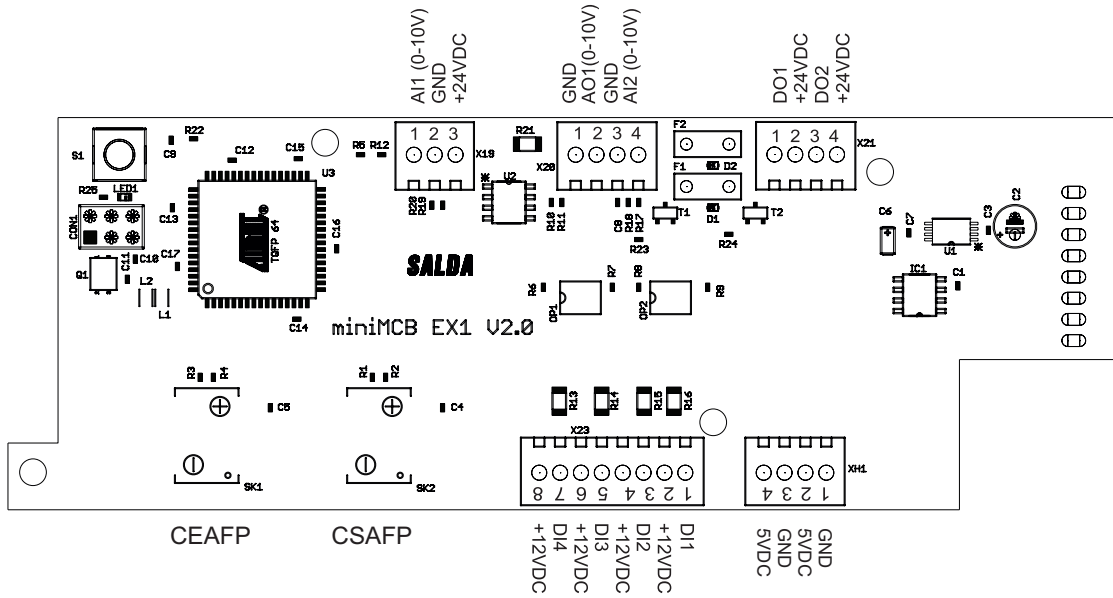 AI1 (0-10V)
GND
+24VDC
GND
AO1(0-10V)
GND
AI2 (0-10V)
DO1
+24VDC
DO2
+24VDC
S1
C9
R22
C12
C15
U3
R5
R12
1 2 3
X19
R21
X20
1 2 3 4
F2
D2
F1
D1
1 2 3 4
X21
R25
LED1
CON1
C13
ATMEL
®
TQFP 64
C16
R20
R19
U2
R10
R11
C8
R18
R17
R23
T1
T2
R24
C6
C7
U1
C3
C2
+
IC1
C1
Q1
C11
C18
C17
L2
L1
C14
SALDA
miniMCB EX1 V2.0
R6
OP1
R7
R8
OP2
R9
R3
R4
C5
SK1
R1
R2
C4
SK2
R13
R14
R15
R16
X23
8 7 6 5 4 3 2 1
XH1
4 3 2 1
CEAFP
CSAFP
+12VDC
DI4
+12VDC
DI3
+12VDC
DI2
+12VDC
DI1
5VDC
GND
5VDC
GND